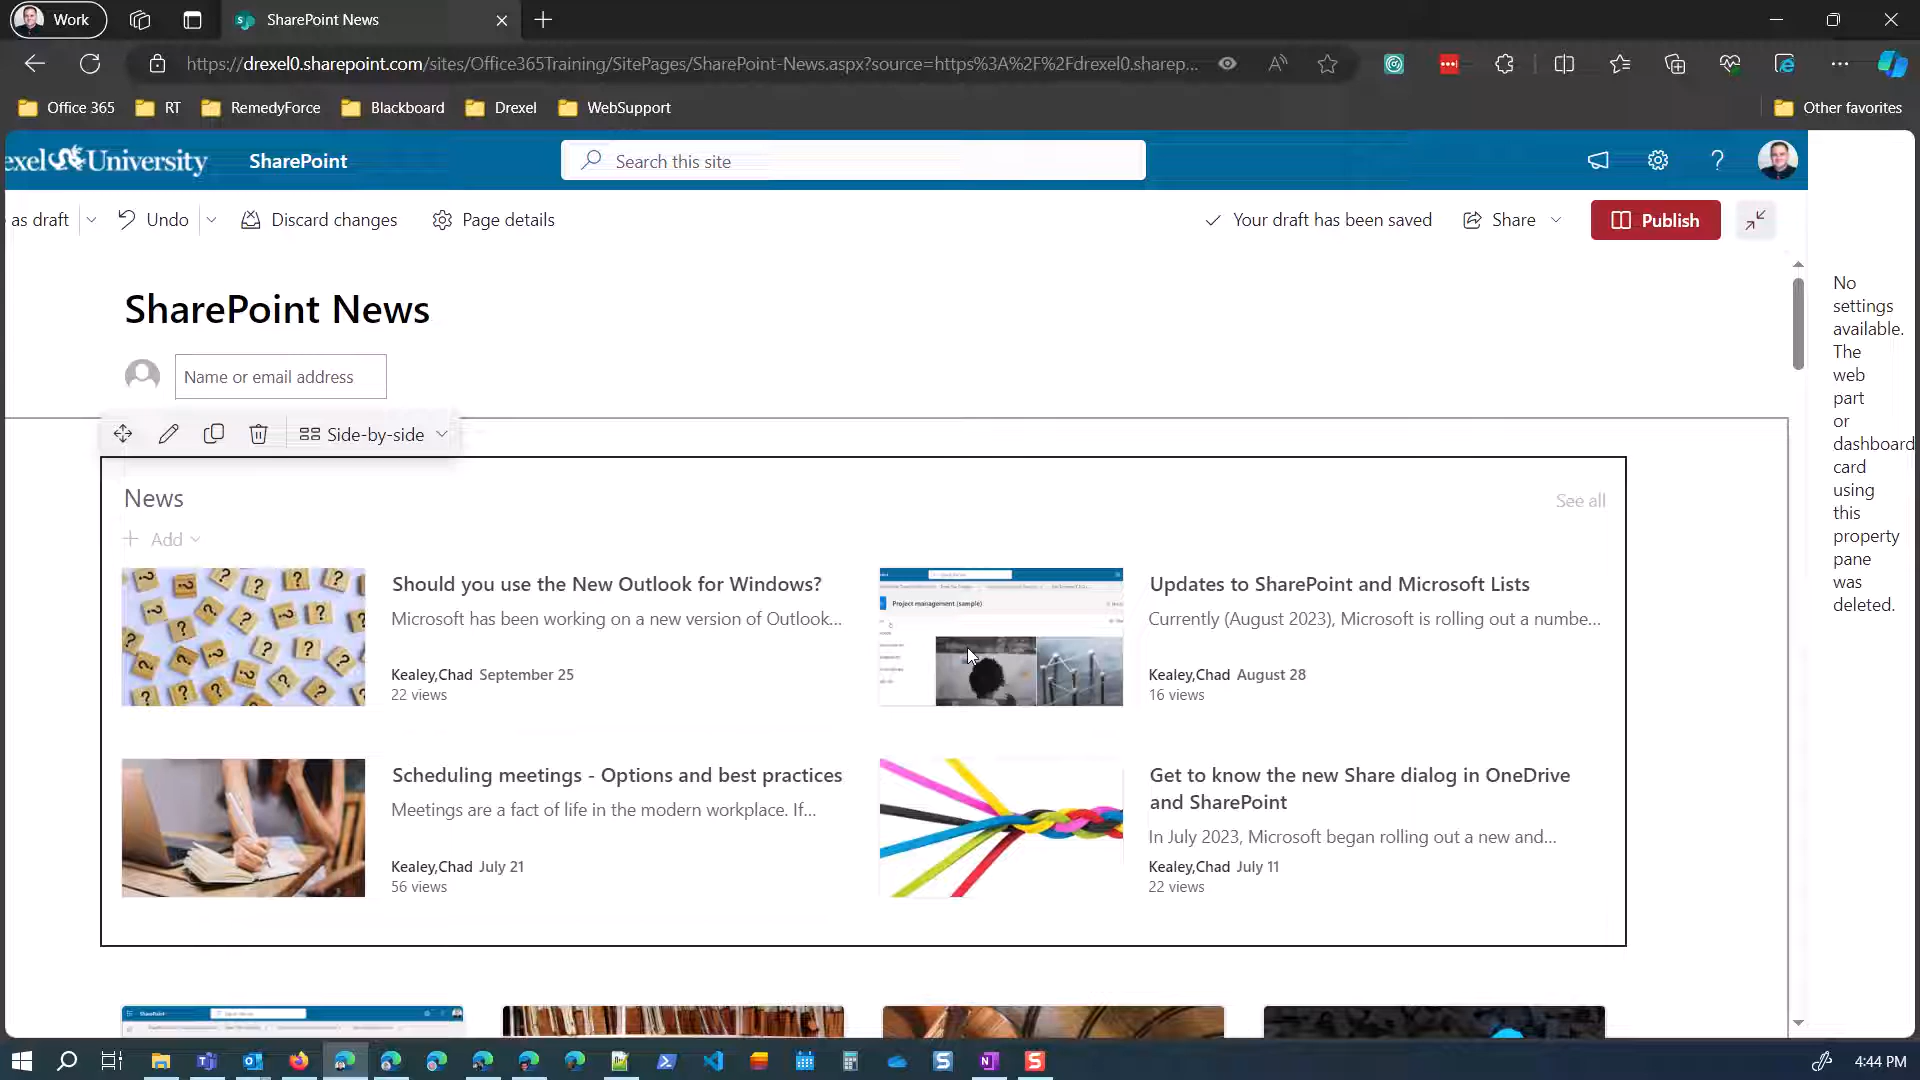 Work
SharePoint News
https://drexel0.sharepoint.com/sites/Office365Training/SitePages/SharePoint-News.aspx?source=https%3A%2F%2Fdrexel0.sharep...
Office 365
RT
RemedyForce
Blackboard
Drexel
WebSupport
Other favorites
exel University
SharePoint
Search this site
as draft
Undo
Discard changes
Page details
Your draft has been saved
Share
Publish
SharePoint News
Name or email address
Side-by-side
News
See all
Add
Should you use the New Outlook for Windows?
Microsoft has been working on a new version of Outlook...
Kealey,Chad September 25
22 views
Project management (sample)
Updates to SharePoint and Microsoft Lists
Currently (August 2023), Microsoft is rolling out a numbe...
Kealey,Chad August 28
16 views
Scheduling meetings - Options and best practices
Meetings are a fact of life in the modern workplace. If...
Kealey,Chad July 21
56 views
Get to know the new Share dialog in OneDrive
and SharePoint
In July 2023, Microsoft began rolling out a new and...
Kealey,Chad July 11
22 views
No
settings
available.
The
web
part
or
dashboard
card
using
this
property
pane
was
deleted.
SharePoint
4:44 PM